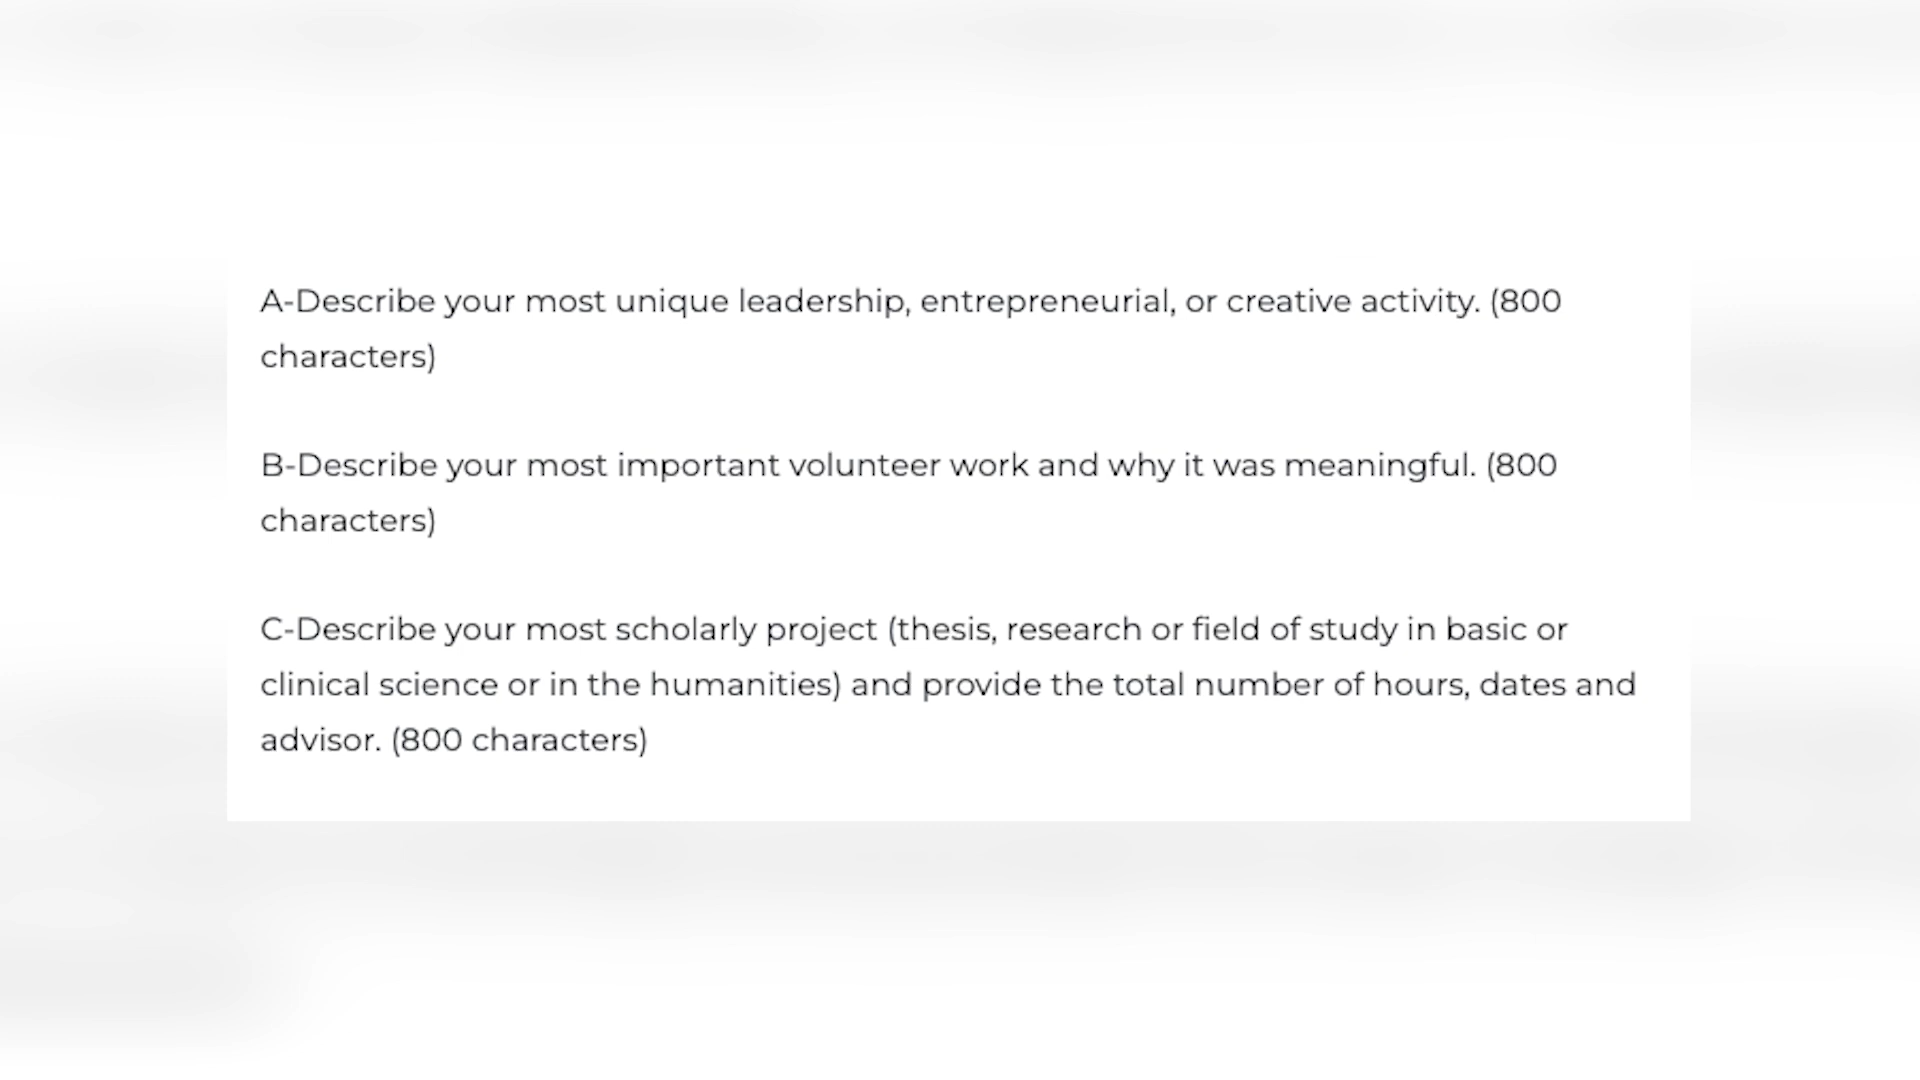 A-Describe your most unique leadership, entrepreneurial, or creative activity. (800
characters)
B-Describe your most important volunteer work and why it was meaningful. (800
characters)
C-Describe your most scholarly project (thesis, research or field of study in basic or
clinical science or in the humanities) and provide the total number of hours, dates and
advisor. (800 characters)